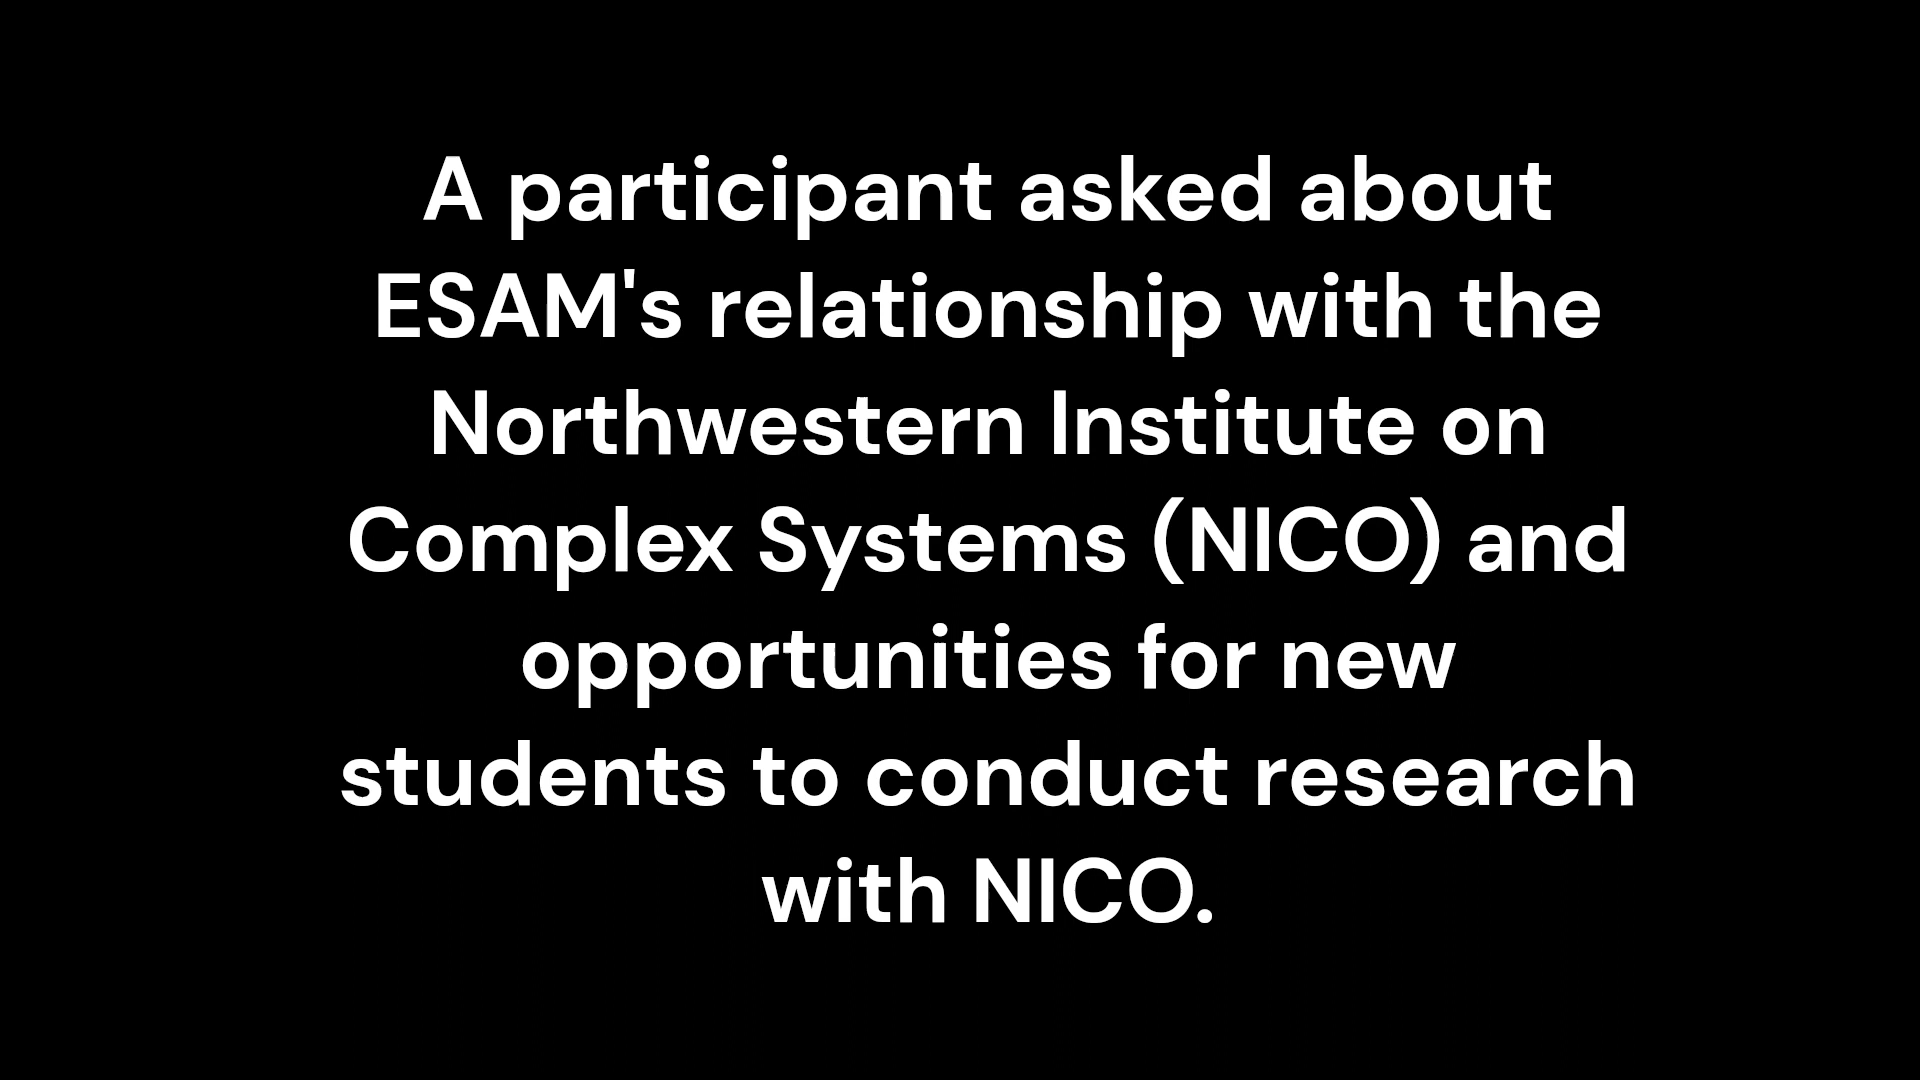 A participant asked about
ESAM's relationship with the
Northwestern Institute on
Complex Systems (NICO) and
opportunities for new
students to conduct research
with NICO.